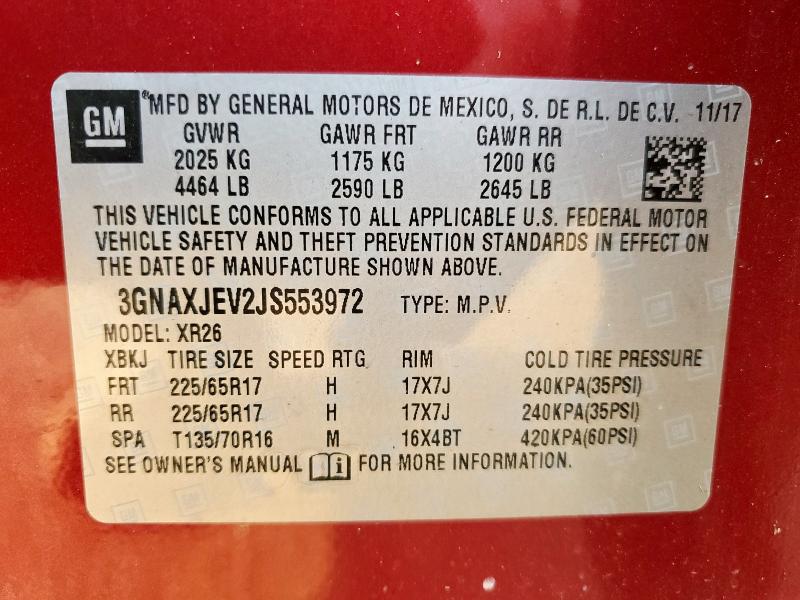 GM ®MFD BY GENERAL MOTORS DE MEXICO, S. DE R.L. DE C.V. 11/17
GVWR GAWR FRT GAWR RR
2025 KG 1175 KG 1200 KG
4464 LB 2590 LB 2645 LB
THIS VEHICLE CONFORMS TO ALL APPLICABLE U.S. FEDERAL MOTOR
VEHICLE SAFETY AND THEFT PREVENTION STANDARDS IN EFFECT ON
THE DATE OF MANUFACTURE SHOWN ABOVE.
3GNAXJEV2JS553972 TYPE: M.P.V.
MODEL: XR26
XBKJ TIRE SIZE SPEED RTG RIM COLD TIRE PRESSURE
FRT 225/65R17 H 17X7J 240KPA(35PSI)
RR 225/65R17 H 17X7J 240KPA(35PSI)
SPA T135/70R16 M 16X4BT 420KPA(60PSI)
SEE OWNER'S MANUAL i FOR MORE INFORMATION.